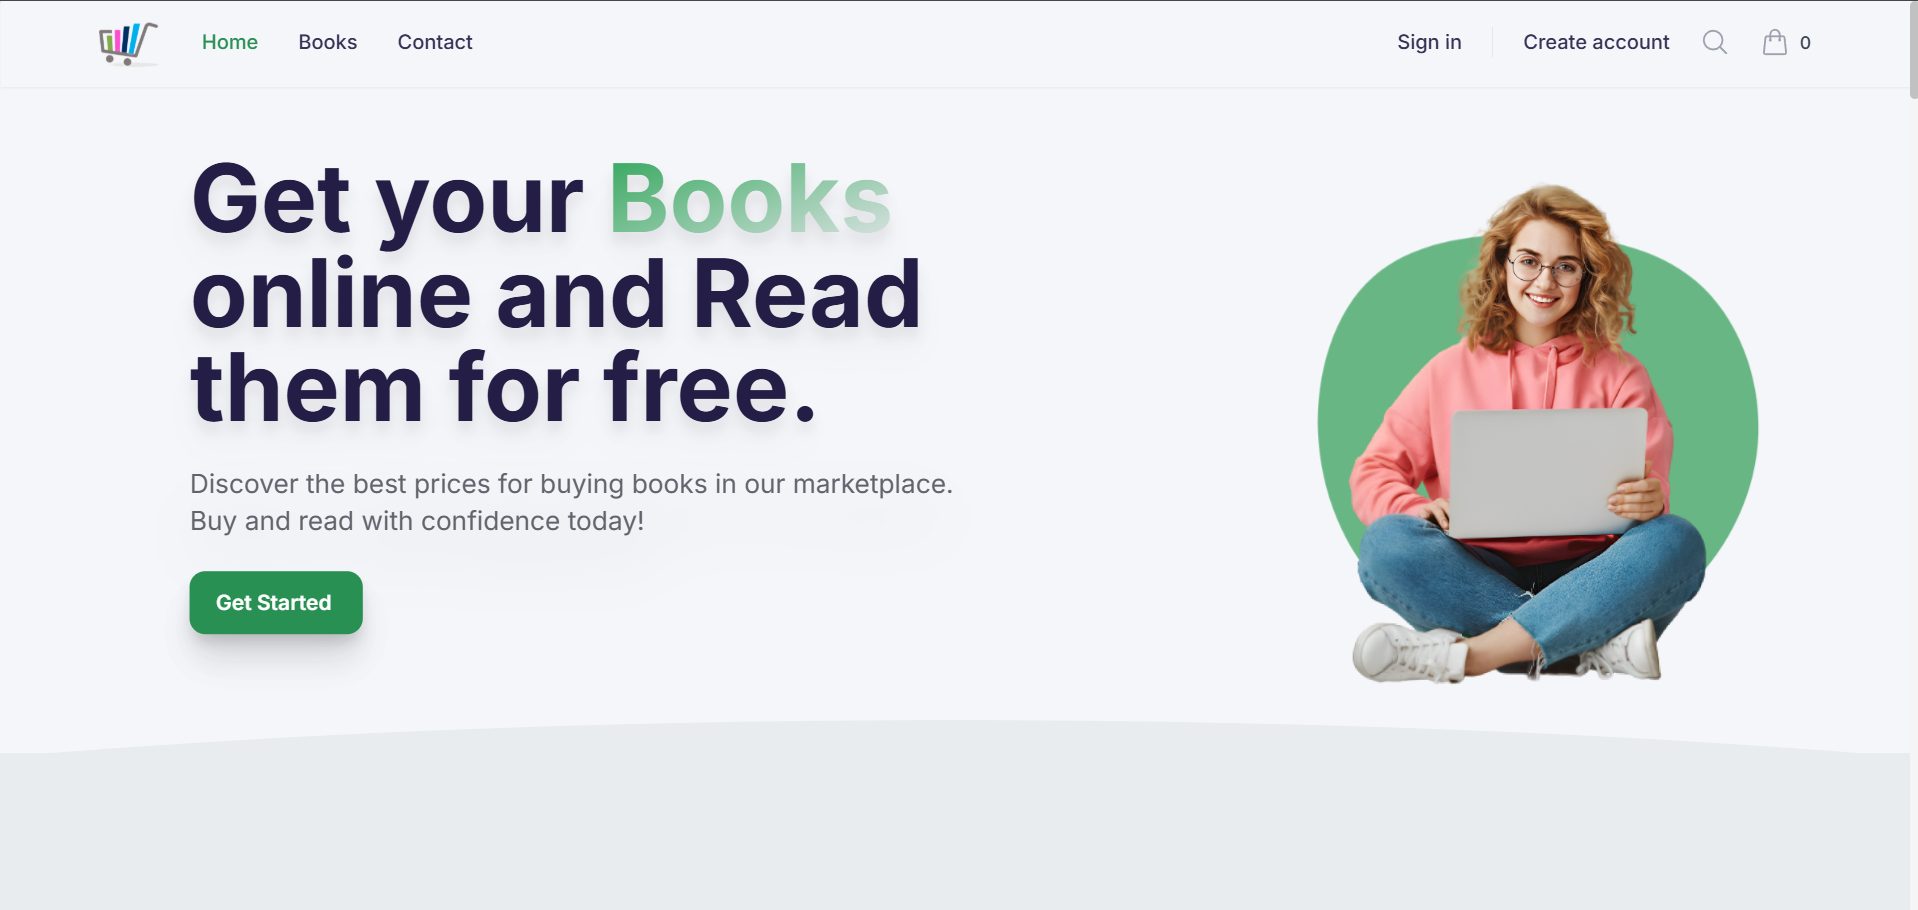 Home Books Contact Sign in Create account 0
Get your Books
online and Read
them for free.
Discover the best prices for buying books in our marketplace.
Buy and read with confidence today!
Get Started